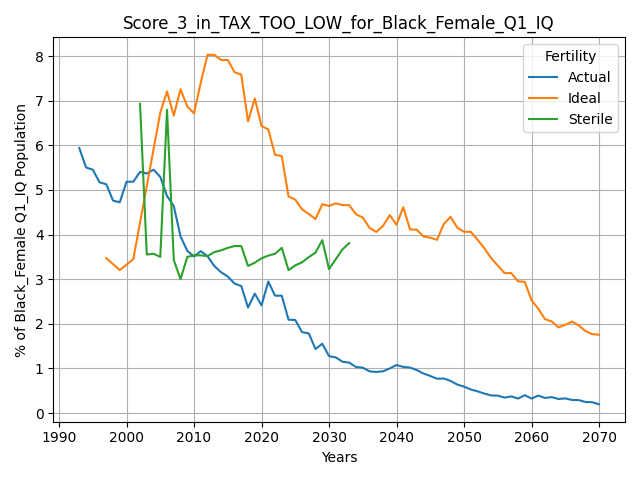 Score_3_in_TAX_TOO_LOW_for_Black_Female_Q1_IQ
% of Black_Female Q1_IQ Population
8
7
6
5
4
3
2
1
0
Fertility
Actual
Ideal
Sterile
1990
2000
2010
2020
2030
2040
2050
2060
2070
Years